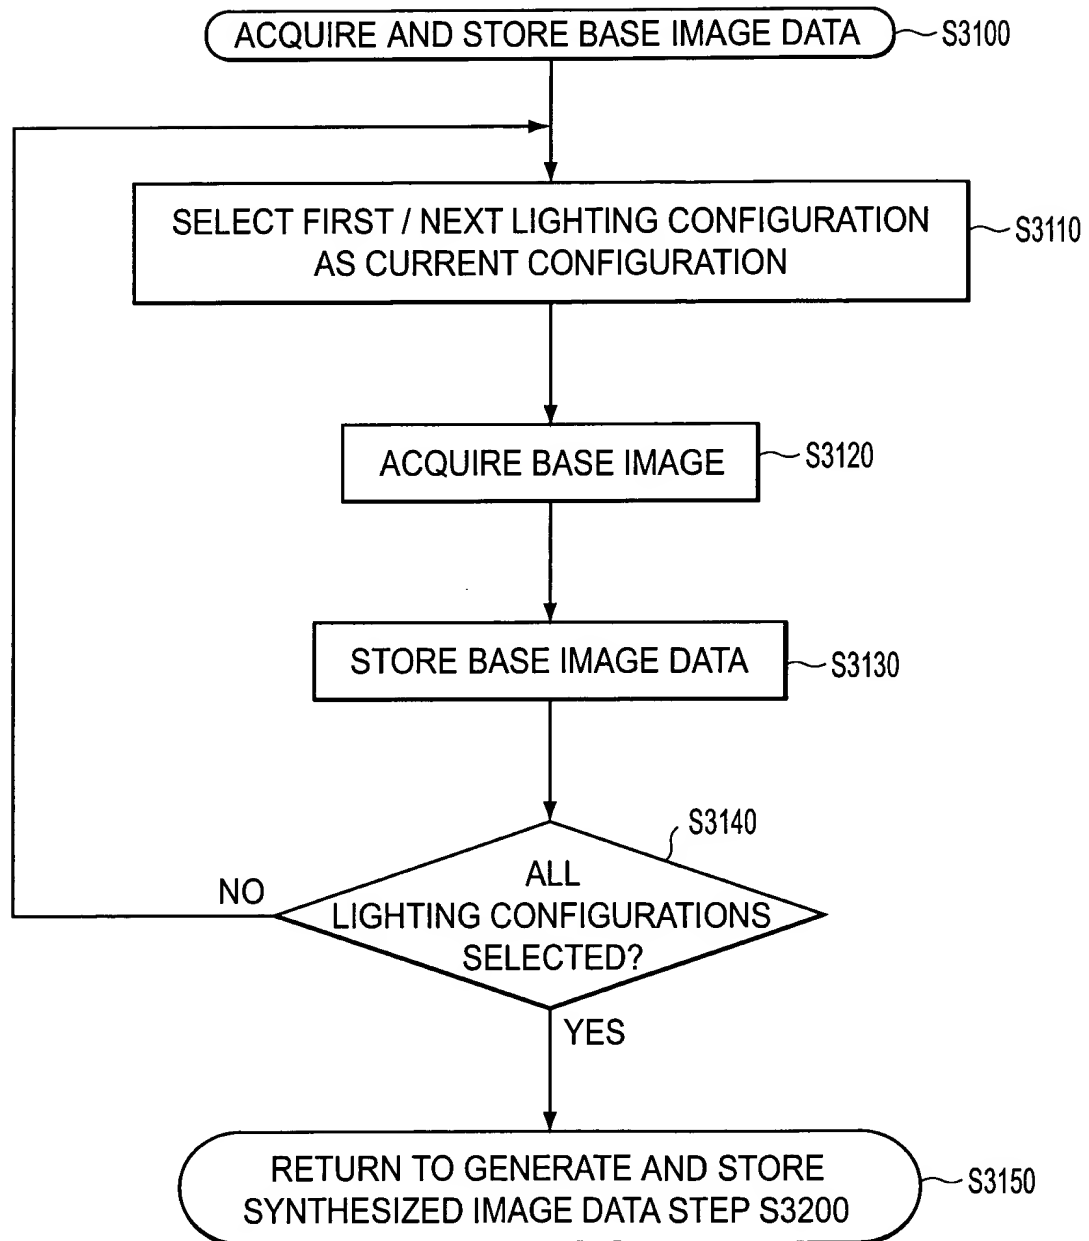 ACQUIRE AND STORE BASE IMAGE DATA
S3100
SELECT FIRST / NEXT LIGHTING CONFIGURATION
AS CURRENT CONFIGURATION
S3110
ACQUIRE BASE IMAGE
S3120
STORE BASE IMAGE DATA
S3130
S3140
ALL
LIGHTING CONFIGURATIONS
SELECTED?
NO
YES
RETURN TO GENERATE AND STORE
SYNTHESIZED IMAGE DATA STEP S3200
S3150